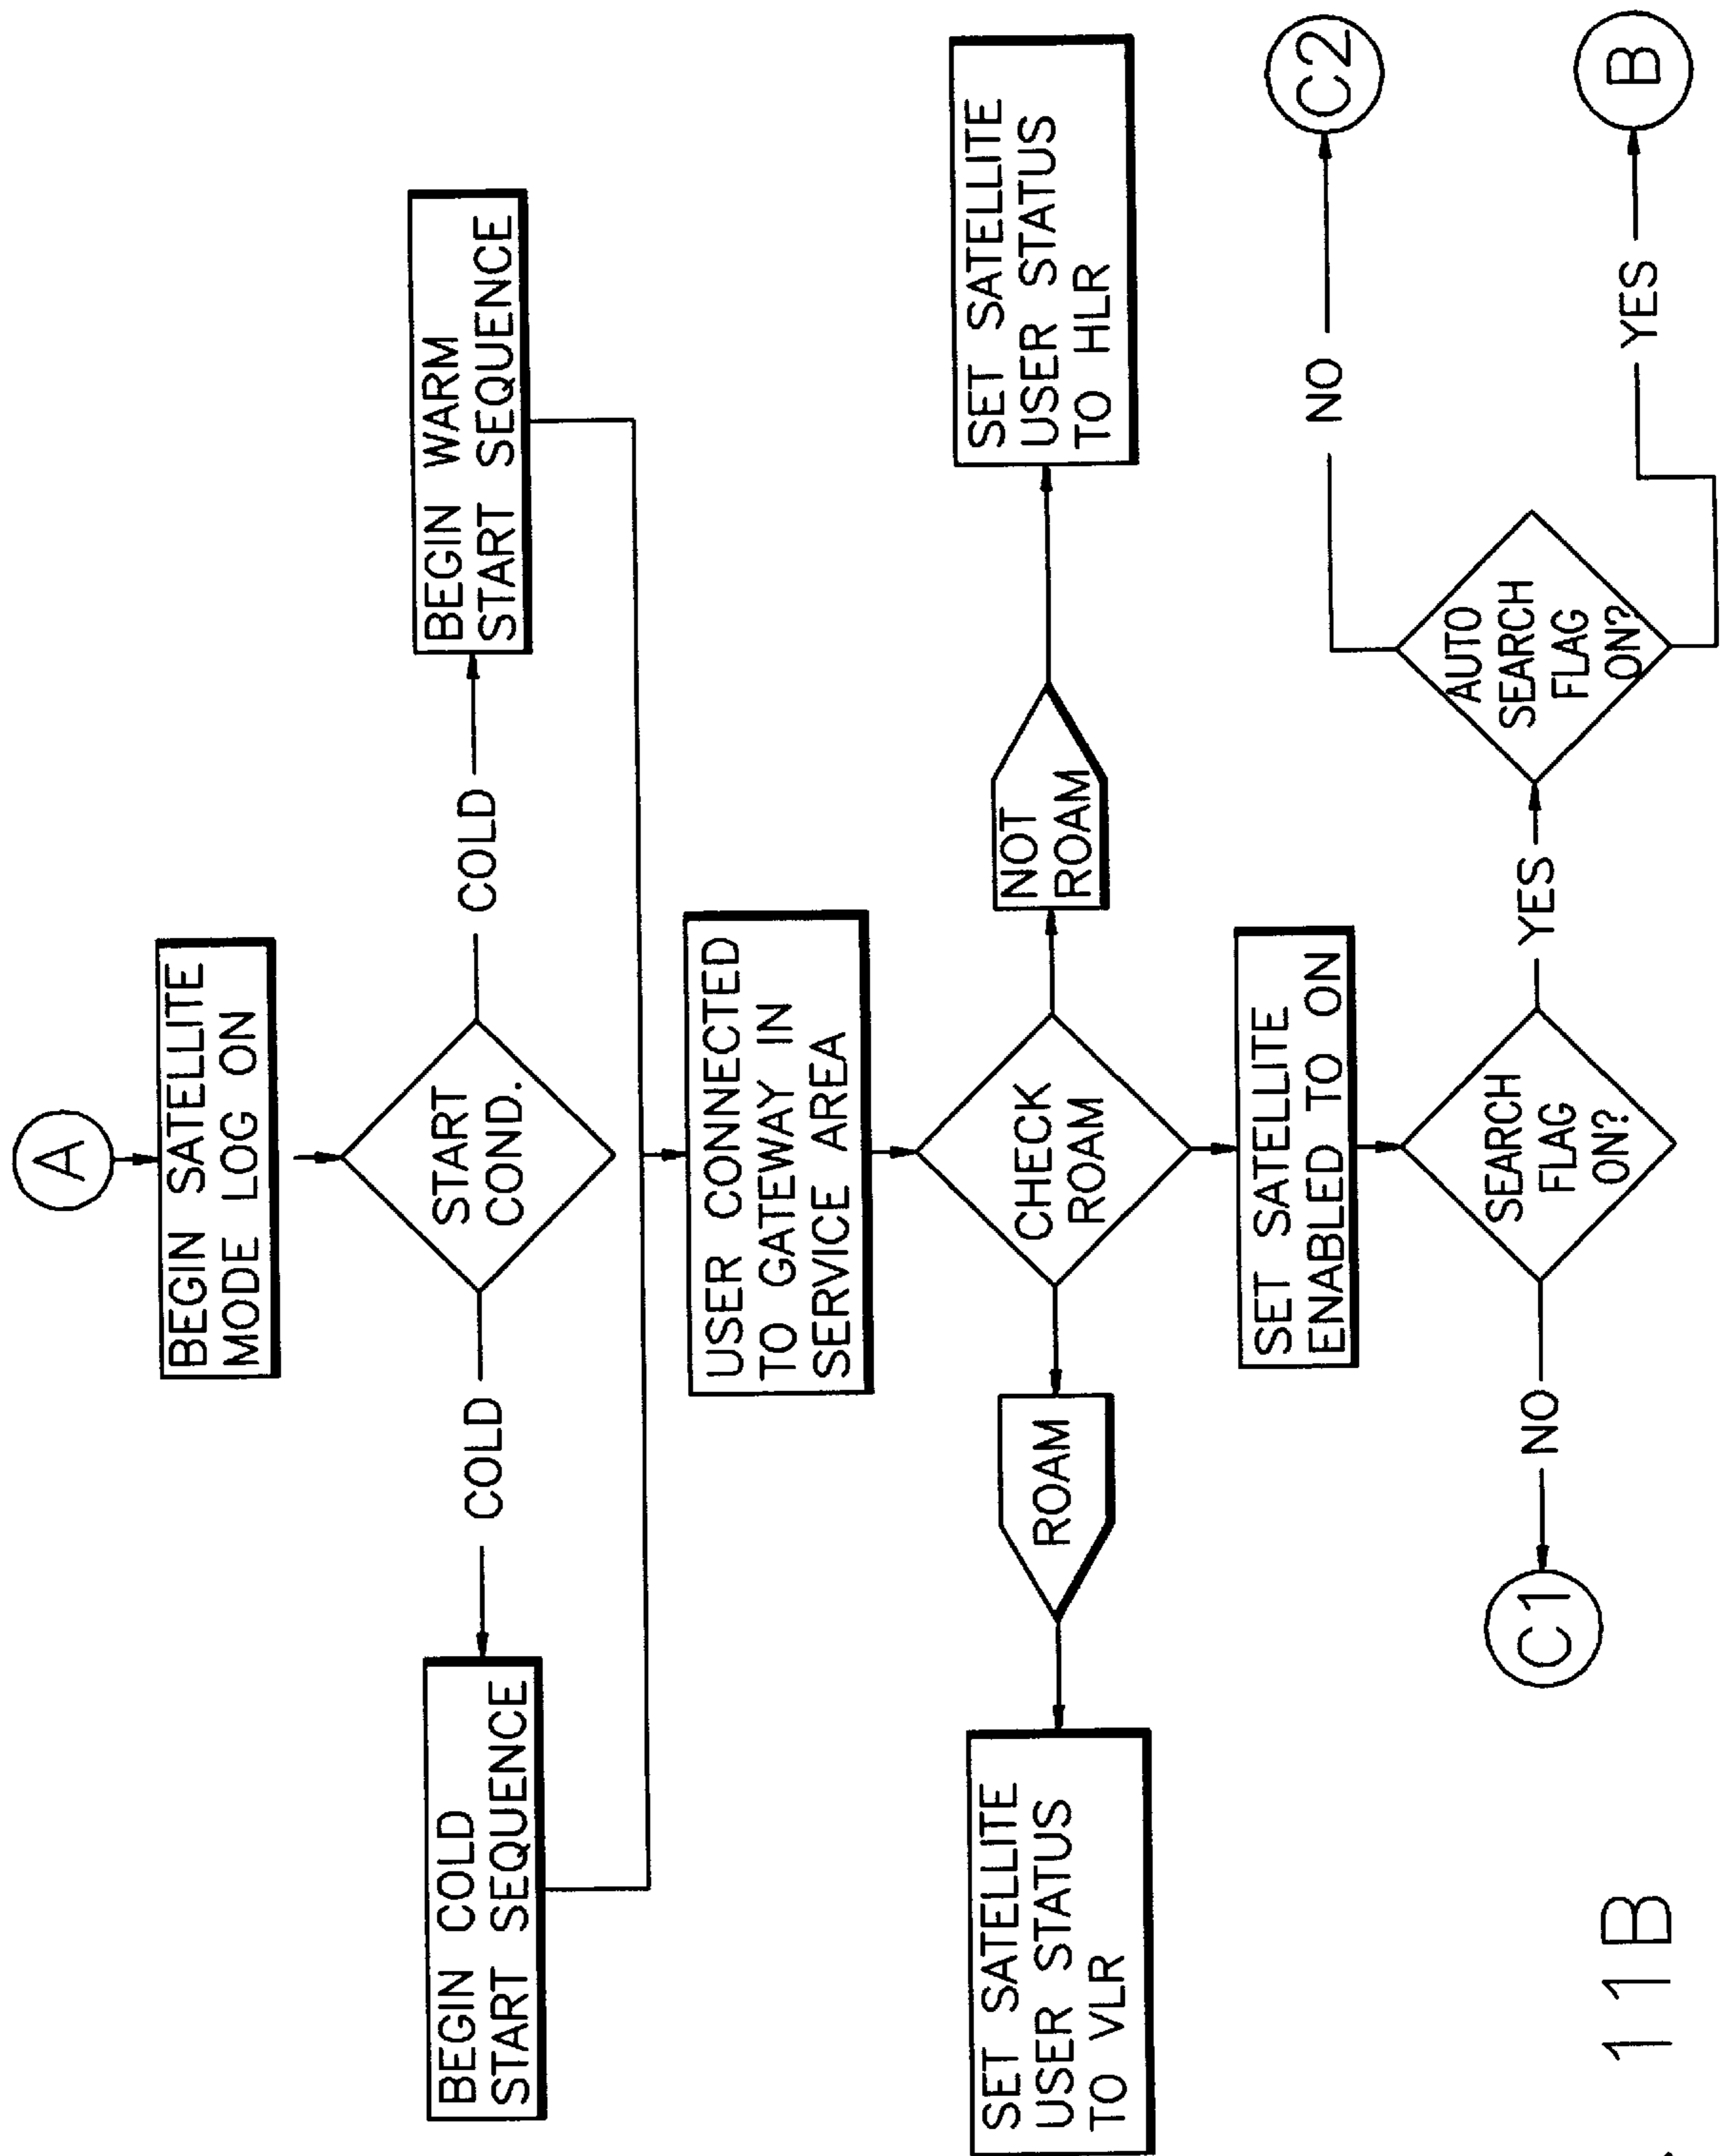 A
BEGIN SATELLITE
MODE LOG ON
START
COND.
COLD
COLD
BEGIN COLD
START SEQUENCE
BEGIN WARM
START SEQUENCE
USER CONNECTED
TO GATEWAY IN
SERVICE AREA
CHECK
ROAM
ROAM
NOT
ROAM
SET SATELLITE
USER STATUS
TO VLR
SET SATELLITE
USER STATUS
TO HLR
SET SATELLITE
ENABLED TO ON
SEARCH
FLAG
ON?
NO
C1
YES
AUTO
SEARCH
FLAG
ON?
NO
C2
YES
B
11B